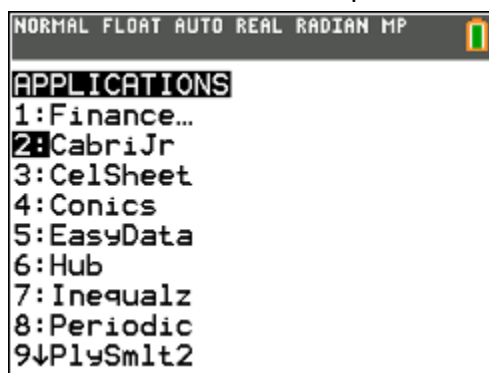 NORMAL FLOAT AUTO REAL RADIAN MP
APPLICATIONS
1:Finance…
2:CabriJr
3:CelSheet
4:Conics
5:EasyData
6:Hub
7:Inequalz
8:Periodic
9↓PlySmlt2